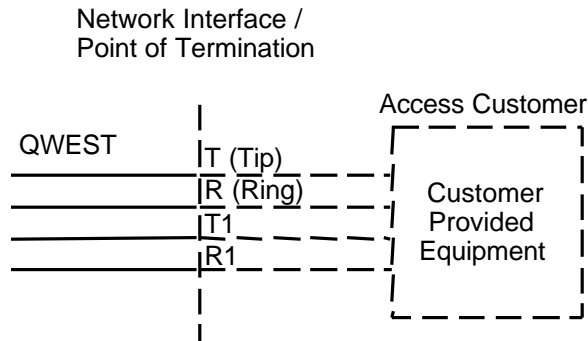 Network Interface /
Point of Termination
Access Customer
QWEST
T (Tip)
R (Ring)
T1
R1
Customer
Provided
Equipment